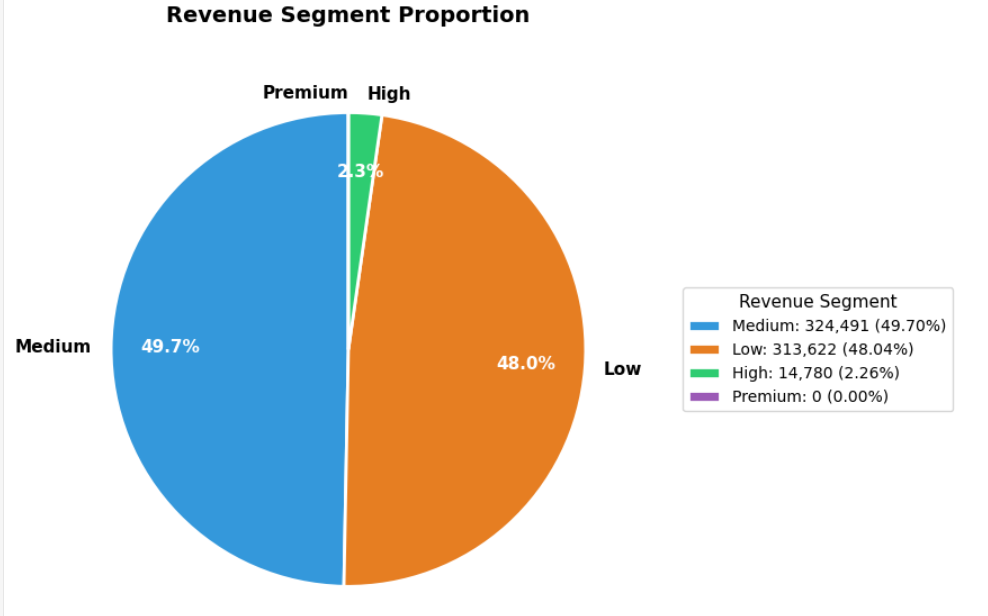 Revenue Segment Proportion
Premium High
2.3%
Medium
49.7%
48.0%
Low
Revenue Segment
Medium: 324,491 (49.70%)
Low: 313,622 (48.04%)
High: 14,780 (2.26%)
Premium: 0 (0.00%)